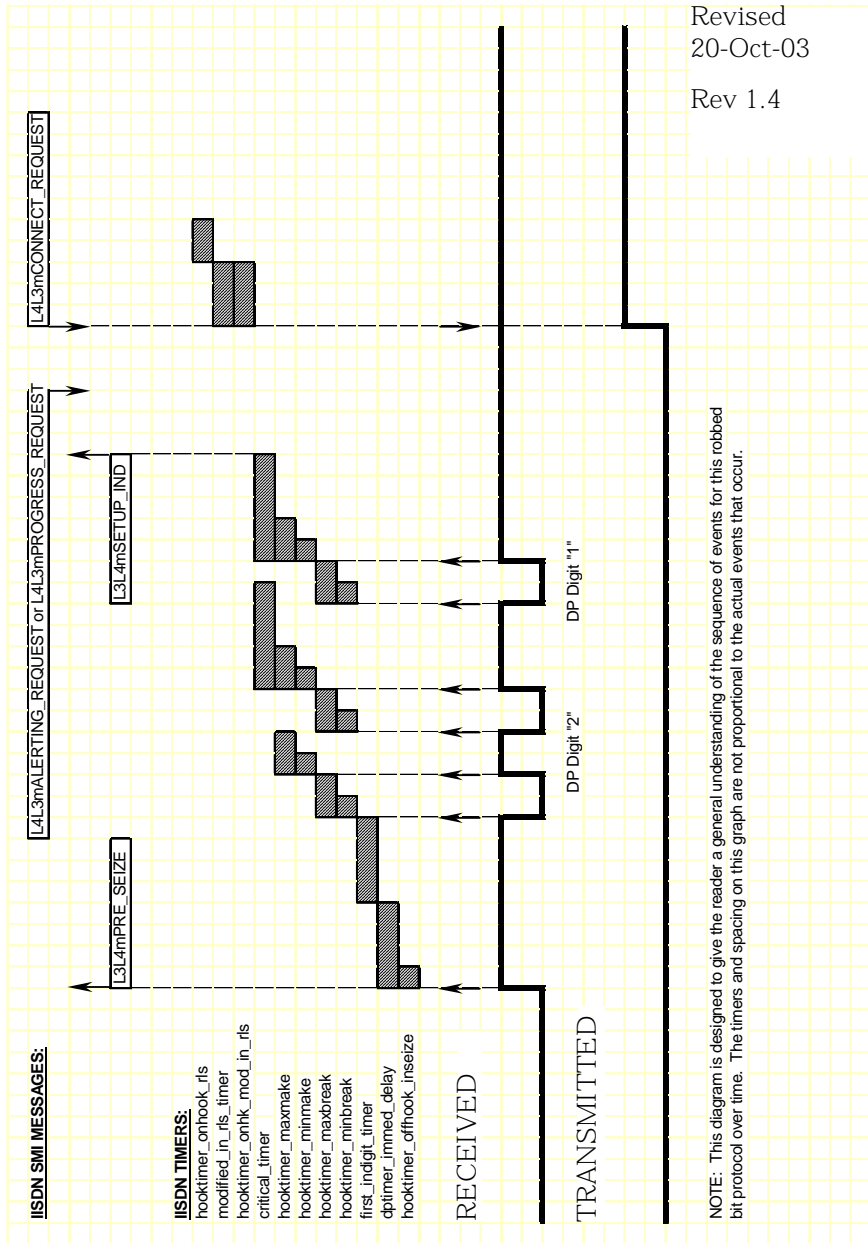 Revised
20-Oct-03
Rev 1.4
IISDN SMI MESSAGES:
L4L3mALERTING_REQUEST or L4L3mPROGRESS_REQUEST
L4L3mCONNECT_REQUEST
L3L4mPRE_SEIZE
L3L4mSETUP_IND
IISDN TIMERS:
hooktimer_onhook_rls
modified_in_rls_timer
hooktimer_onhk_mod_in_rls
critical_timer
hooktimer_maxmake
hooktimer_minmake
hooktimer_maxbreak
hooktimer_minbreak
first_indigit_timer
dptimer_immed_delay
hooktimer_offhook_inseize
RECEIVED
DP Digit "2"
DP Digit "1"
TRANSMITTED
NOTE: This diagram is designed to give the reader a general understanding of the sequence of events for this robbed
bit protocol over time. The timers and spacing on this graph are not proportional to the actual events that occur.